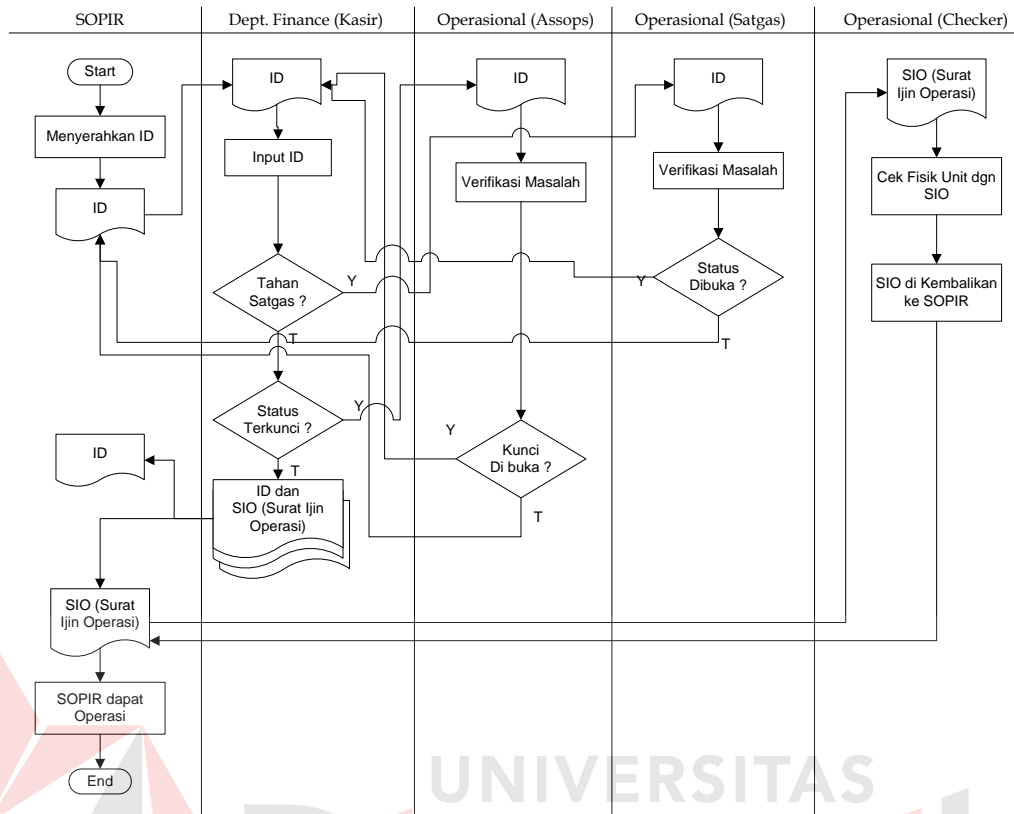 SOPIR
Dept. Finance (Kasir)
Operasional (Assops)
Operasional (Satgas)
Operasional (Checker)
Start
Menyerahkan ID
ID
ID
Input ID
Tahan
Satgas ?
Y
T
Status
Terkunci ?
Y
T
ID dan
SIO (Surat Ijin
Operasi)
ID
Verifikasi Masalah
Kunci
Di buka ?
Y
T
ID
Verifikasi Masalah
Status
Dibuka ?
Y
T
SIO (Surat
Ijin Operasi)
Cek Fisik Unit dgn
SIO
SIO di Kembalikan
ke SOPIR
ID
SIO (Surat
Ijin Operasi)
SOPIR dapat
Operasi
End
UNIVERSITAS